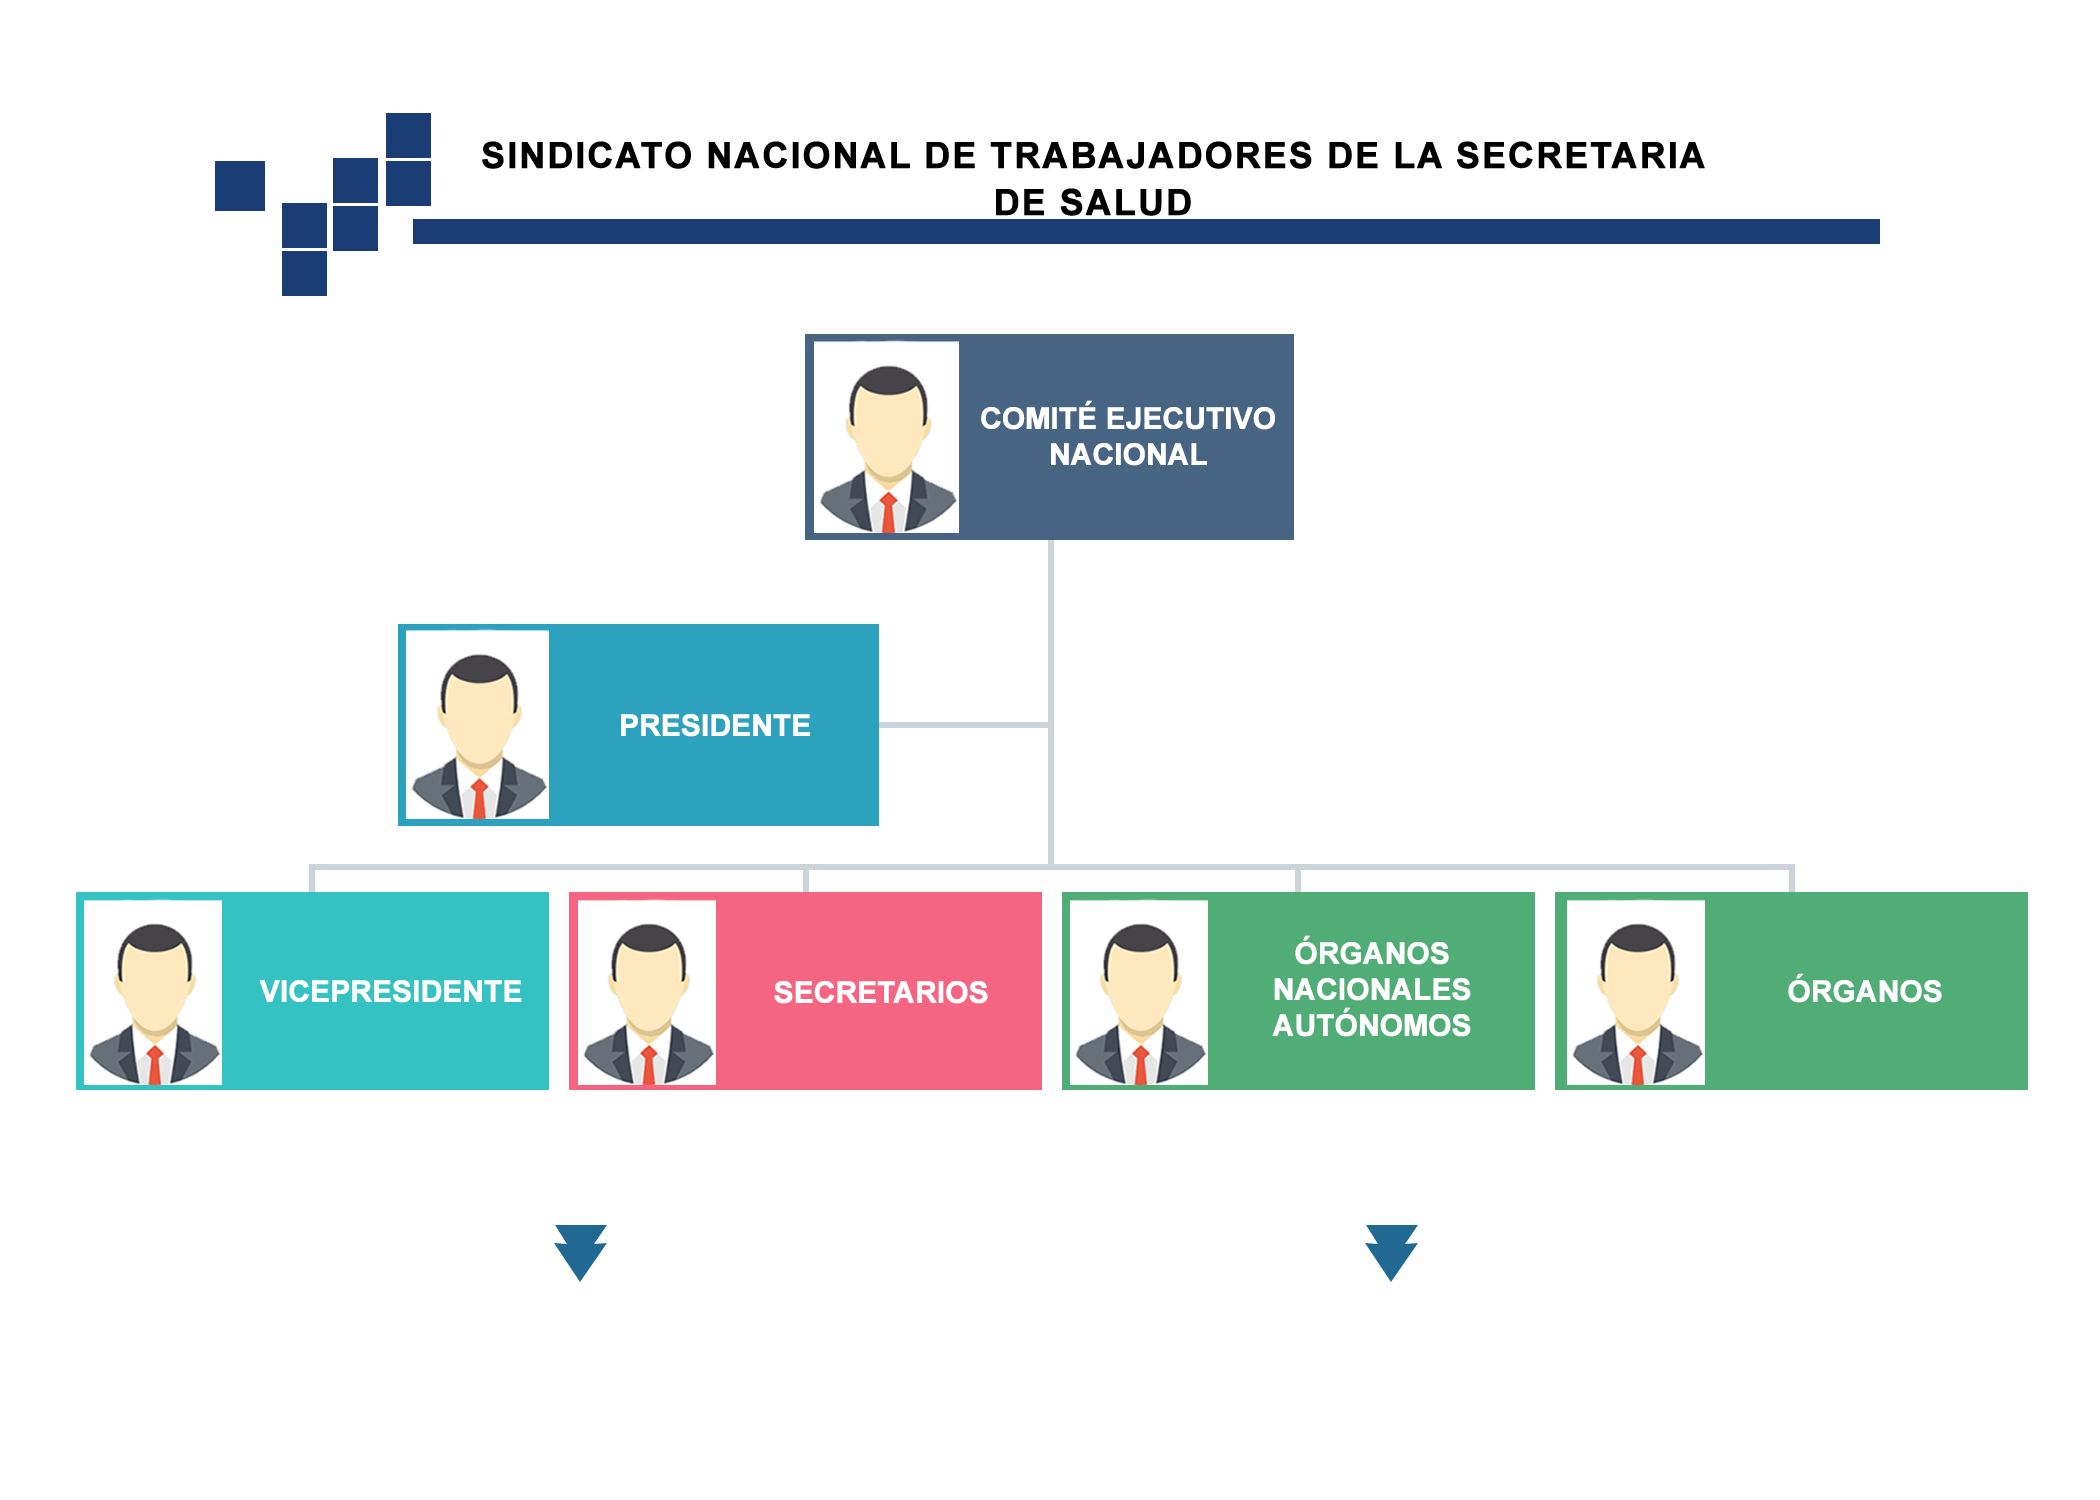 SINDICATO NACIONAL DE TRABAJADORES DE LA SECRETARIA
DE SALUD
COMITÉ EJECUTIVO
NACIONAL
PRESIDENTE
VICEPRESIDENTE
SECRETARIOS
ÓRGANOS
NACIONALES
AUTÓNOMOS
ÓRGANOS